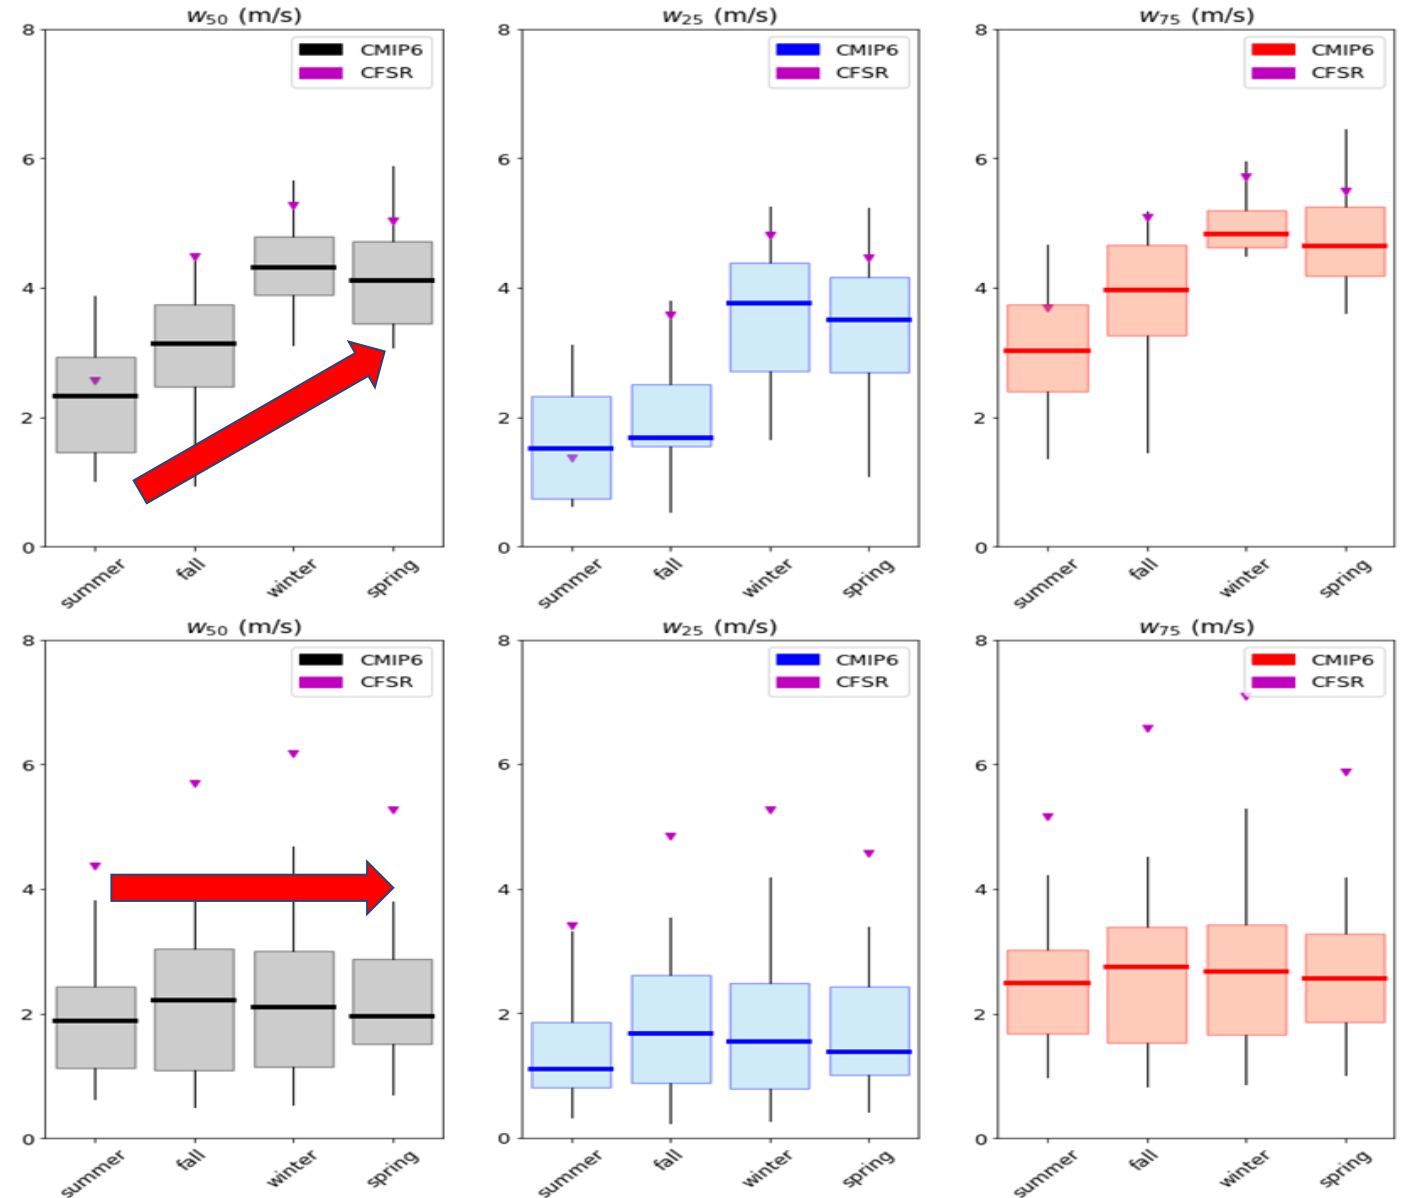 w₅₀ (m/s)
CMIP6
CFSR
8
6
4
2
0
summer
fall
winter
spring
w₂₅ (m/s)
CMIP6
CFSR
8
6
4
2
0
summer
fall
winter
spring
w₇₅ (m/s)
CMIP6
CFSR
8
6
4
2
0
summer
fall
winter
spring
w₅₀ (m/s)
CMIP6
CFSR
8
6
4
2
0
summer
fall
winter
spring
w₂₅ (m/s)
CMIP6
CFSR
8
6
4
2
0
summer
fall
winter
spring
w₇₅ (m/s)
CMIP6
CFSR
8
6
4
2
0
summer
fall
winter
spring